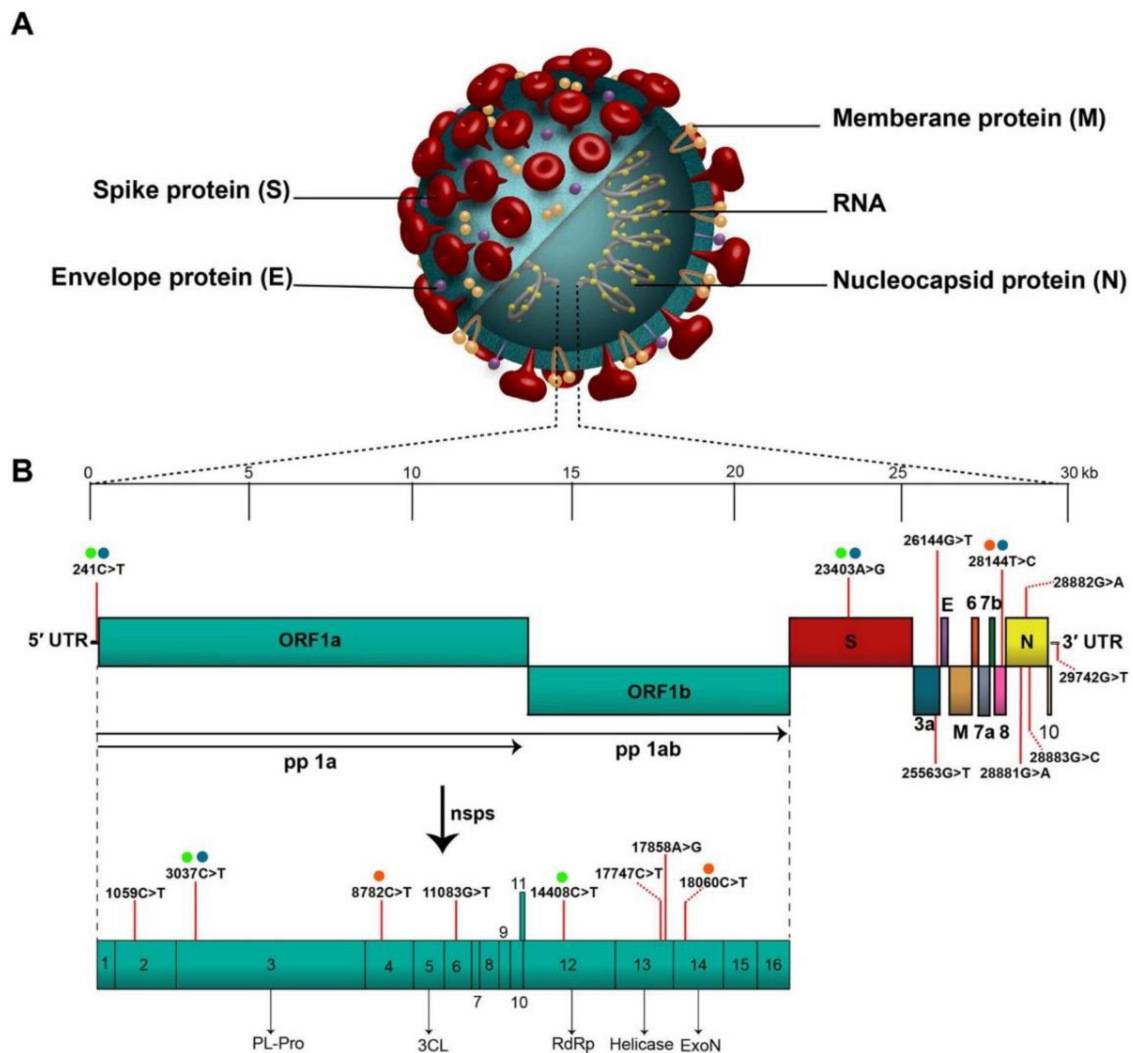 A
Memberane protein (M)
Spike protein (S)
RNA
Envelope protein (E)
Nucleocapsid protein (N)
B
0 5 10 15 20 25 30 kb
241C>T
23403A>G
26144G>T
28144T>C
28882G>A
E 6 7b
5′ UTR
ORF1a
S
N
3′ UTR
29742G>T
ORF1b
3a M 7a 8 10
28883G>C
25563G>T 28881G>A
pp 1a
pp 1ab
nsps
1059C>T
3037C>T
8782C>T
11083G>T
11
14408C>T
17747C>T
17858A>G
18060C>T
9
1 2 3 4 5 6 8 12 13 14 15 16
7 10
PL-Pro 3CL RdRp Helicase ExoN